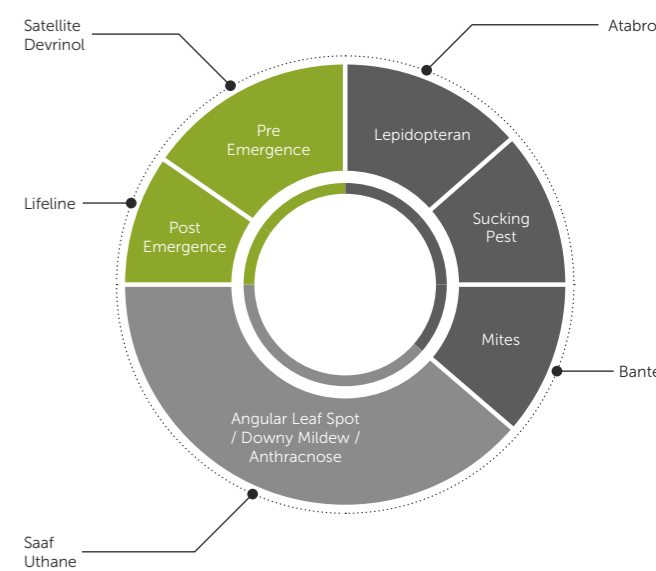 Satellite
Devrinol
Atabro
Pre
Emergence
Lepidopteran
Lifeline
Post
Emergence
Sucking
Pest
Mites
Bante
Angular Leaf Spot
/ Downy Mildew /
Anthracnose
Saaf
Uthane